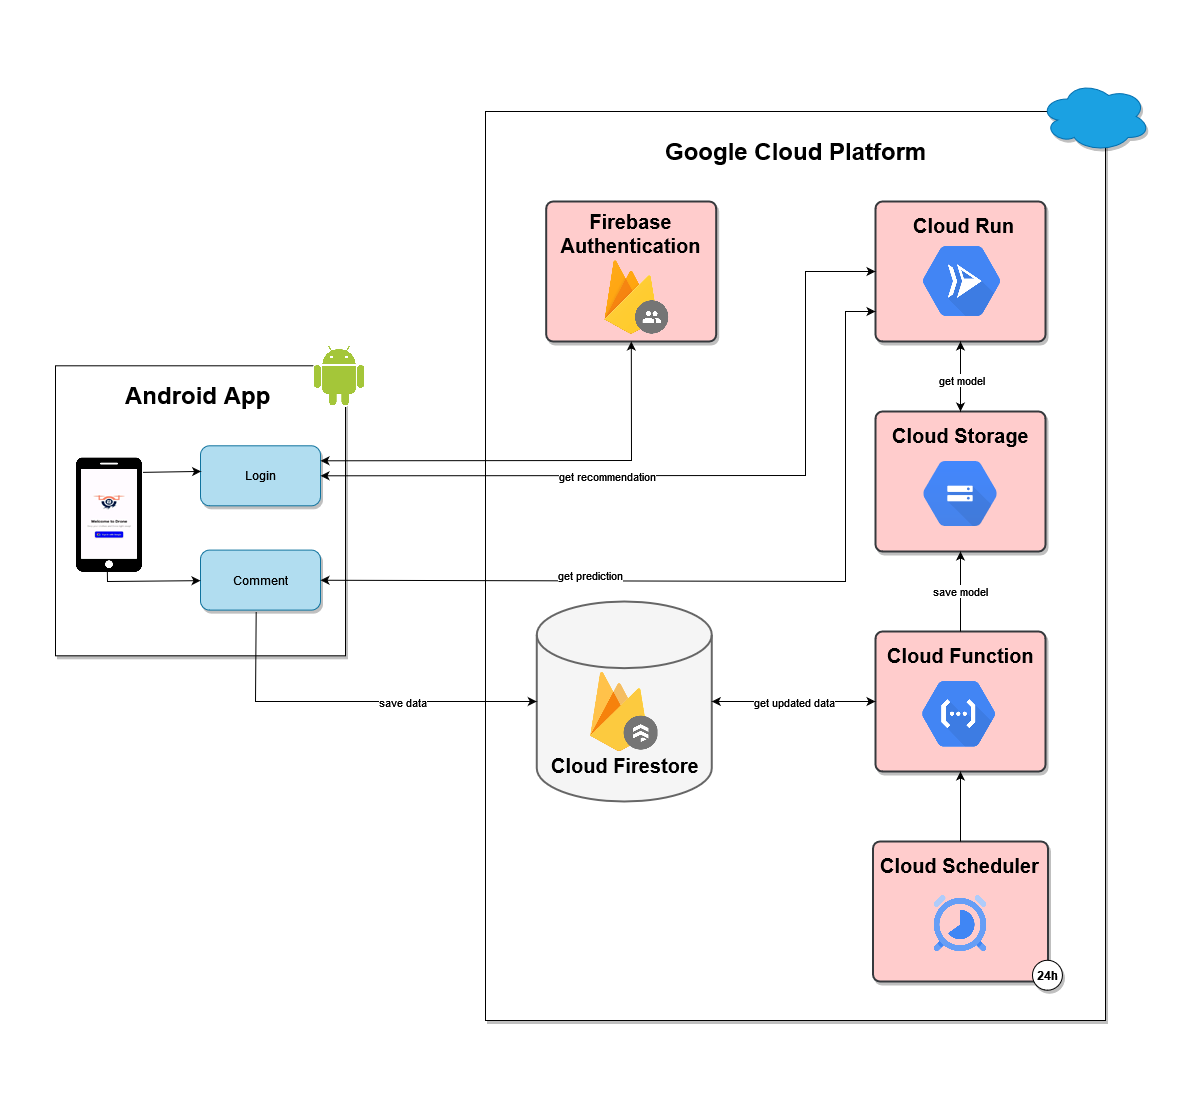 Google Cloud Platform
Firebase
Authentication
Cloud Run
get model
Android App
Login
Welcome to Drone
get recommendation
Cloud Storage
Comment
get prediction
save model
Cloud Function
save data
get updated data
Cloud Firestore
Cloud Scheduler
24h